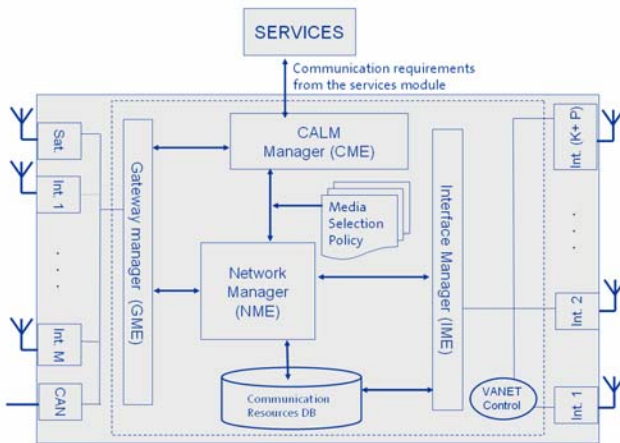 SERVICES
Communication requirements
from the services module
Sat.
Int. 1
. . .
Int. M
CAN
Gateway manager
(GME)
CALM
Manager (CME)
Media
Selection
Policy
Network
Manager
(NME)
Communication
Resources DB
Interface Manager (IME)
VANET
Control
Int. (K+ P)
. . .
Int. 2
Int. 1